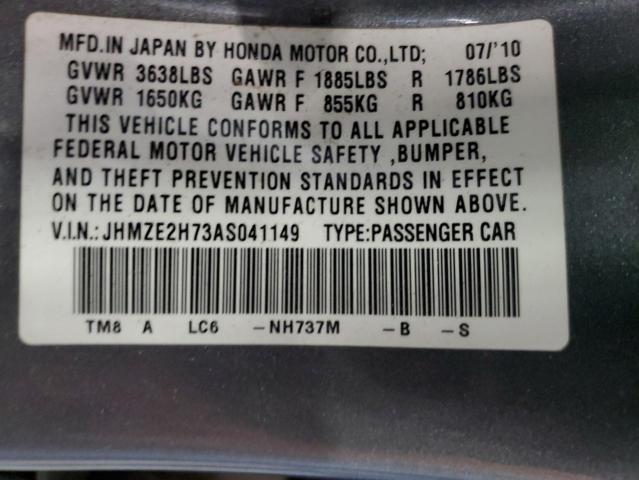 MFD.IN JAPAN BY HONDA MOTOR CO.,LTD; 07/'10
GVWR 3638LBS GAWR F 1885LBS R 1786LBS
GVWR 1650KG GAWR F 855KG R 810KG
THIS VEHICLE CONFORMS TO ALL APPLICABLE
FEDERAL MOTOR VEHICLE SAFETY ,BUMPER,
AND THEFT PREVENTION STANDARDS IN EFFECT
ON THE DATE OF MANUFACTURE SHOWN ABOVE.
V.I.N.:JHMZE2H73AS041149 TYPE:PASSENGER CAR
TM8 A LC6 -NH737M -B -S